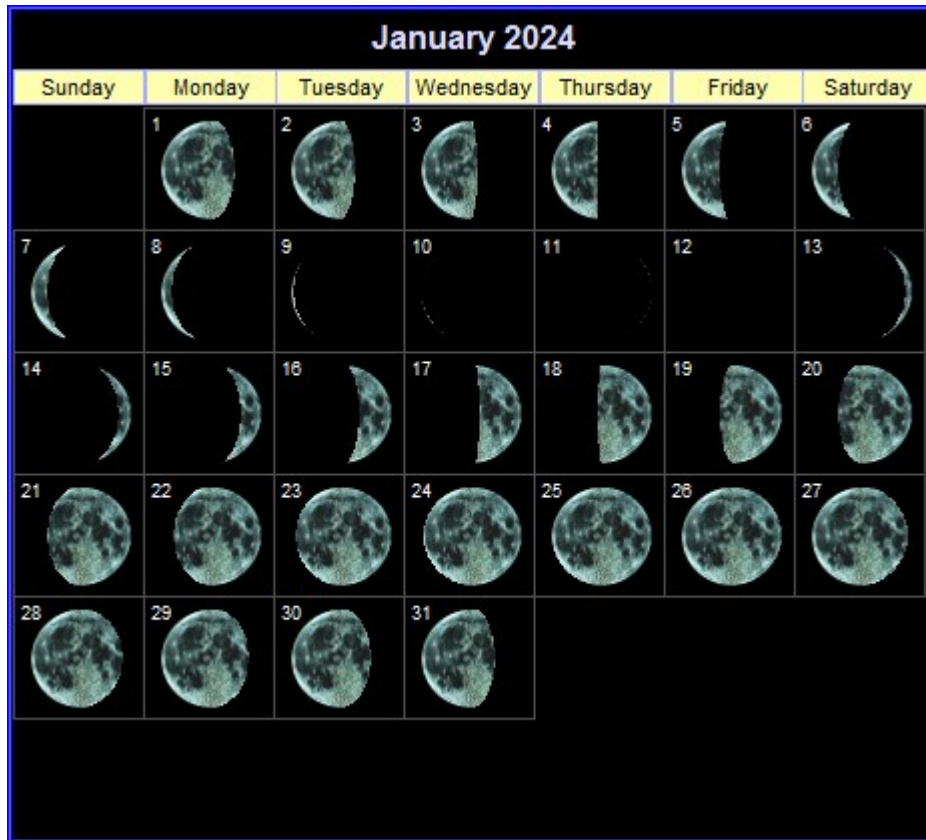 January 2024
Sunday Monday Tuesday Wednesday Thursday Friday Saturday
1 2 3 4 5 6
7 8 9 10 11 12 13
14 15 16 17 18 19 20
21 22 23 24 25 26 27
28 29 30 31